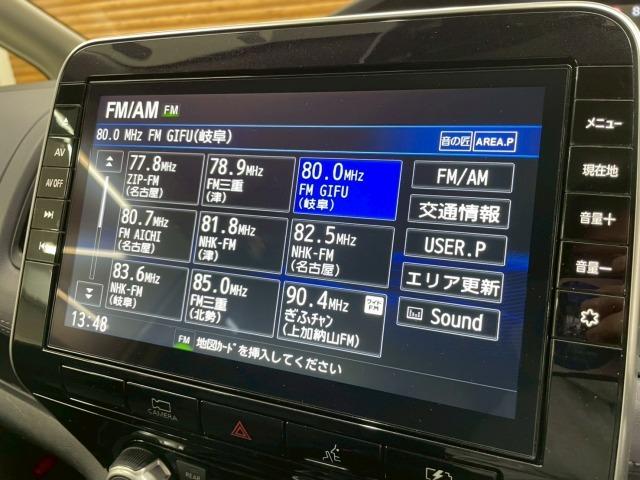 FM/AM FM
80.0 MHz FM GIFU(岐阜)
音の匠 AREA.P
77.8MHz
ZIP-FM
(名古屋)
78.9MHz
FM三重
(津)
80.0MHz
FM GIFU
(岐阜)
80.7MHz
FM AICHI
(名古屋)
81.8MHz
NHK-FM
(津)
82.5MHz
NHK-FM
(名古屋)
83.6MHz
NHK-FM
(岐阜)
85.0MHz
FM三重
(北勢)
90.4MHz
ワイドFM
ぎふチャン
(上加納山FM)
FM/AM
交通情報
USER.P
エリア更新
Sound
13:48
FM 地図カードを挿入してください
AV
AV OFF
メニュー
現在地
音量+
音量-
CAMERA
REAR